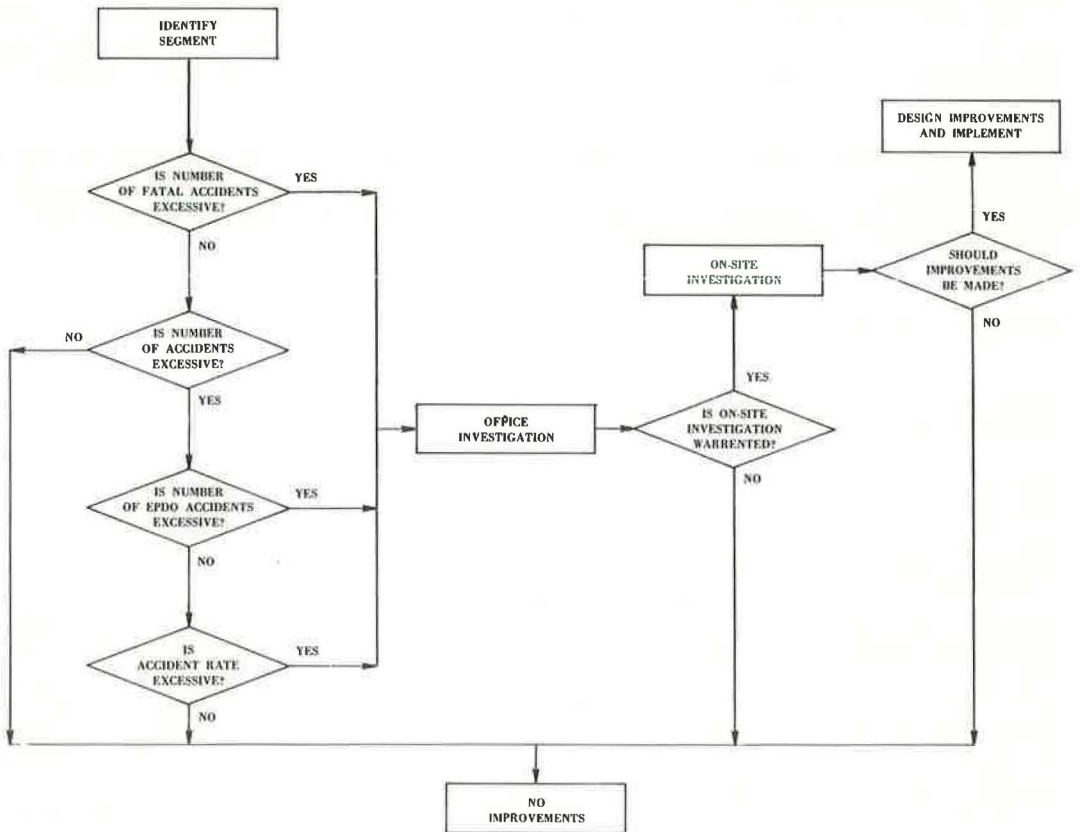 IDENTIFY
SEGMENT
IS NUMBER
OF FATAL ACCIDENTS
EXCESSIVE?
YES
NO
IS NUMBER
OF ACCIDENTS
EXCESSIVE?
NO
YES
IS NUMBER
OF EPDO ACCIDENTS
EXCESSIVE?
YES
NO
IS
ACCIDENT RATE
EXCESSIVE?
YES
NO
OFFICE
INVESTIGATION
IS ON-SITE
INVESTIGATION
WARRENTED?
YES
NO
ON-SITE
INVESTIGATION
SHOULD
IMPROVEMENTS
BE MADE?
YES
NO
DESIGN IMPROVEMENTS
AND IMPLEMENT
NO
IMPROVEMENTS